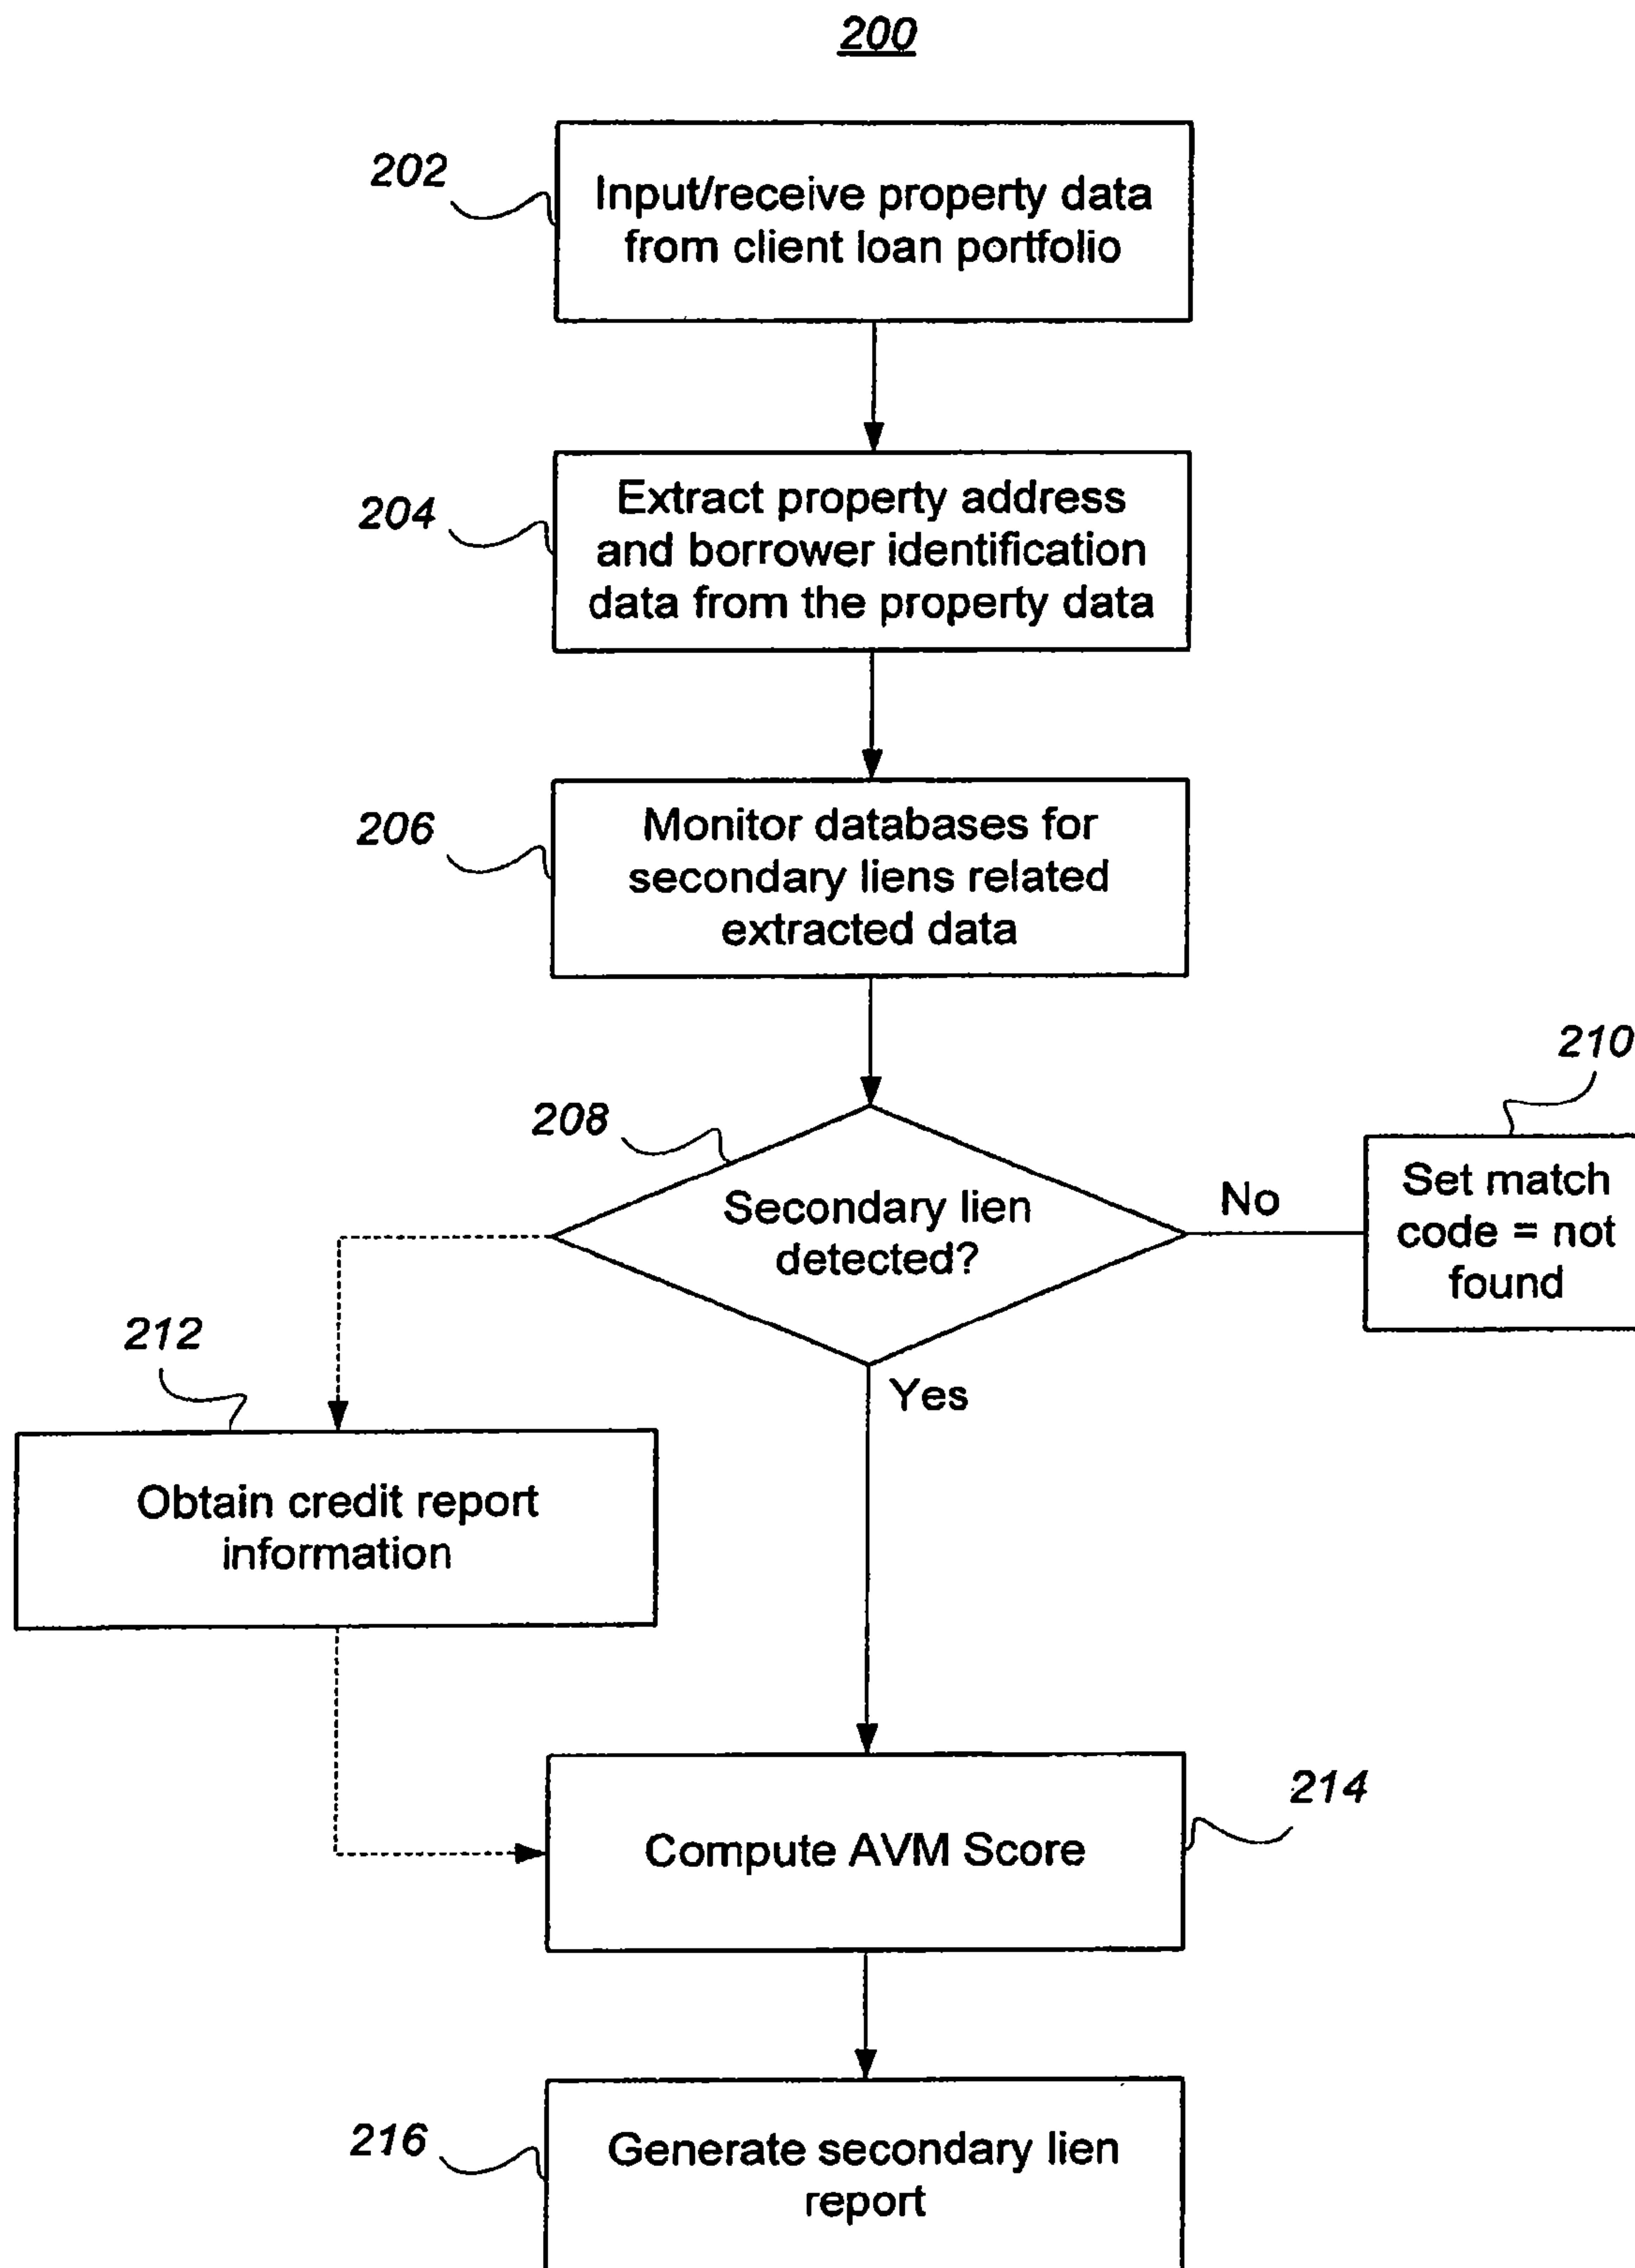 200
202
Input/receive property data
from client loan portfolio
204
Extract property address
and borrower identification
data from the property data
206
Monitor databases for
secondary liens related
extracted data
208
Secondary lien
detected?
No
210
Set match
code = not
found
Yes
212
Obtain credit report
information
Compute AVM Score
214
216
Generate secondary lien
report